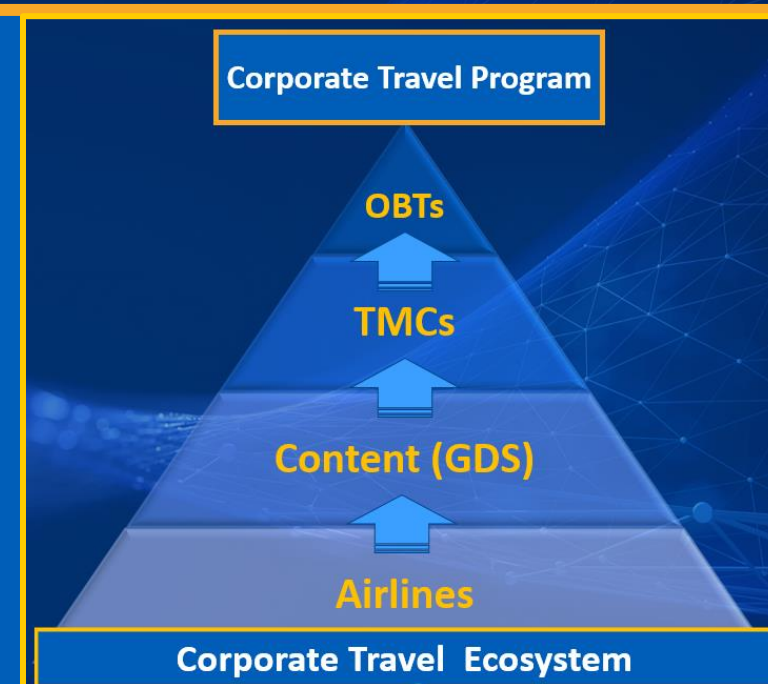 Corporate Travel Program
OBTs
TMCs
Content (GDS)
Airlines
Corporate Travel Ecosystem